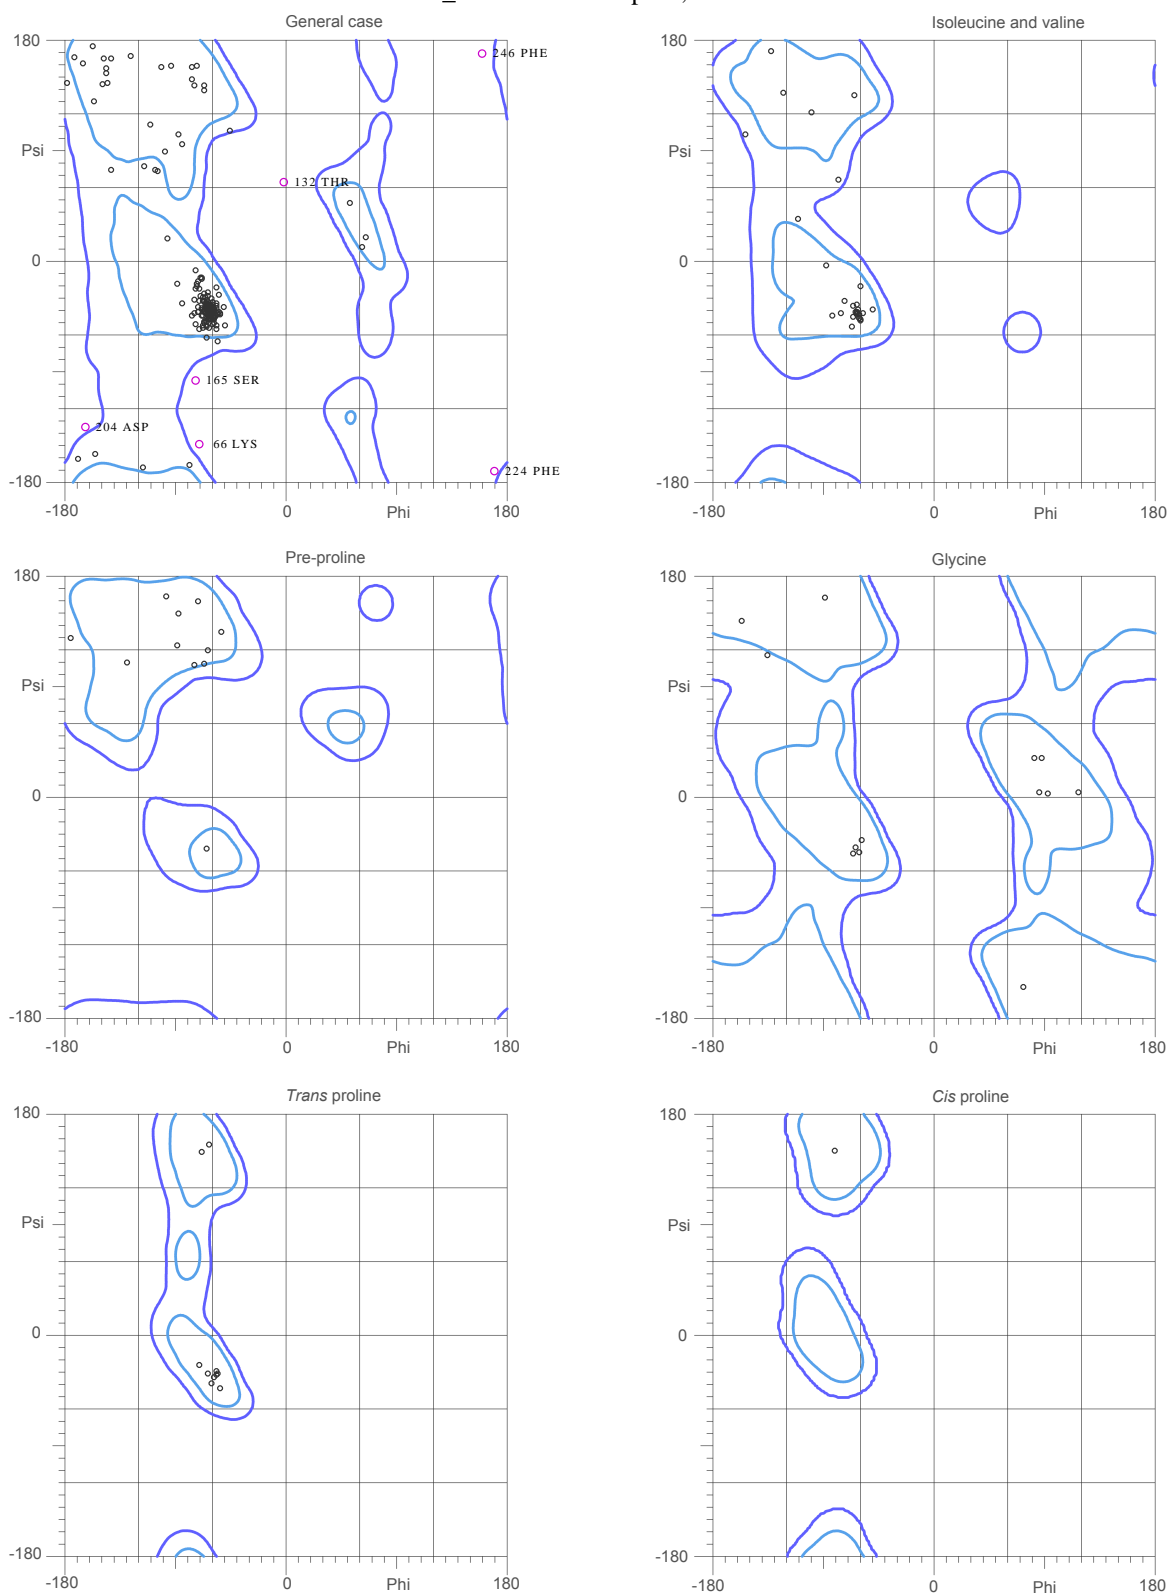 General case
Isoleucine and valine
180
246 PHE
Psi
132 THR
0
165 SER
204 ASP
66 LYS
224 PHE
-180
-180
0
Phi
180
180
Psi
0
-180
-180
0
Phi
180
Pre-proline
Glycine
180
Psi
0
-180
-180
0
Phi
180
180
Psi
0
-180
-180
0
Phi
180
Trans proline
Cis proline
180
Psi
0
-180
-180
0
Phi
180
180
Psi
0
-180
-180
0
Phi
180